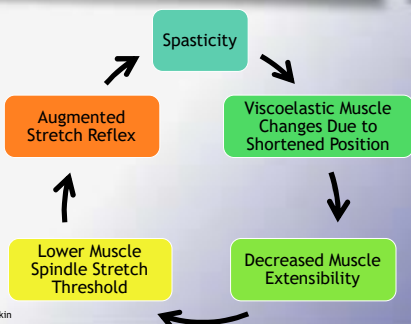 Spasticity
Viscoelastic Muscle
Changes Due to
Shortened Position
Decreased Muscle
Extensibility
Lower Muscle
Spindle Stretch
Threshold
Augmented
Stretch Reflex